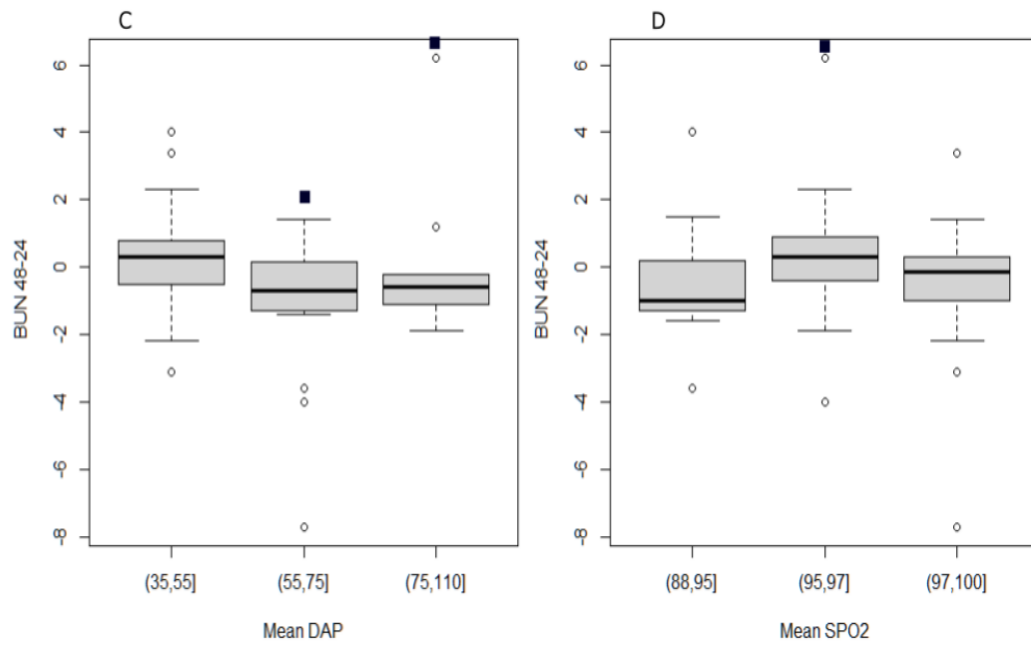 C
BUN 48-24
6
4
2
0
-2
-4
-6
-8
(35,55] (55,75] (75,110]
Mean DAP
D
BUN 48-24
6
4
2
0
-2
-4
-6
-8
(88,95] (95,97] (97,100]
Mean SPO2